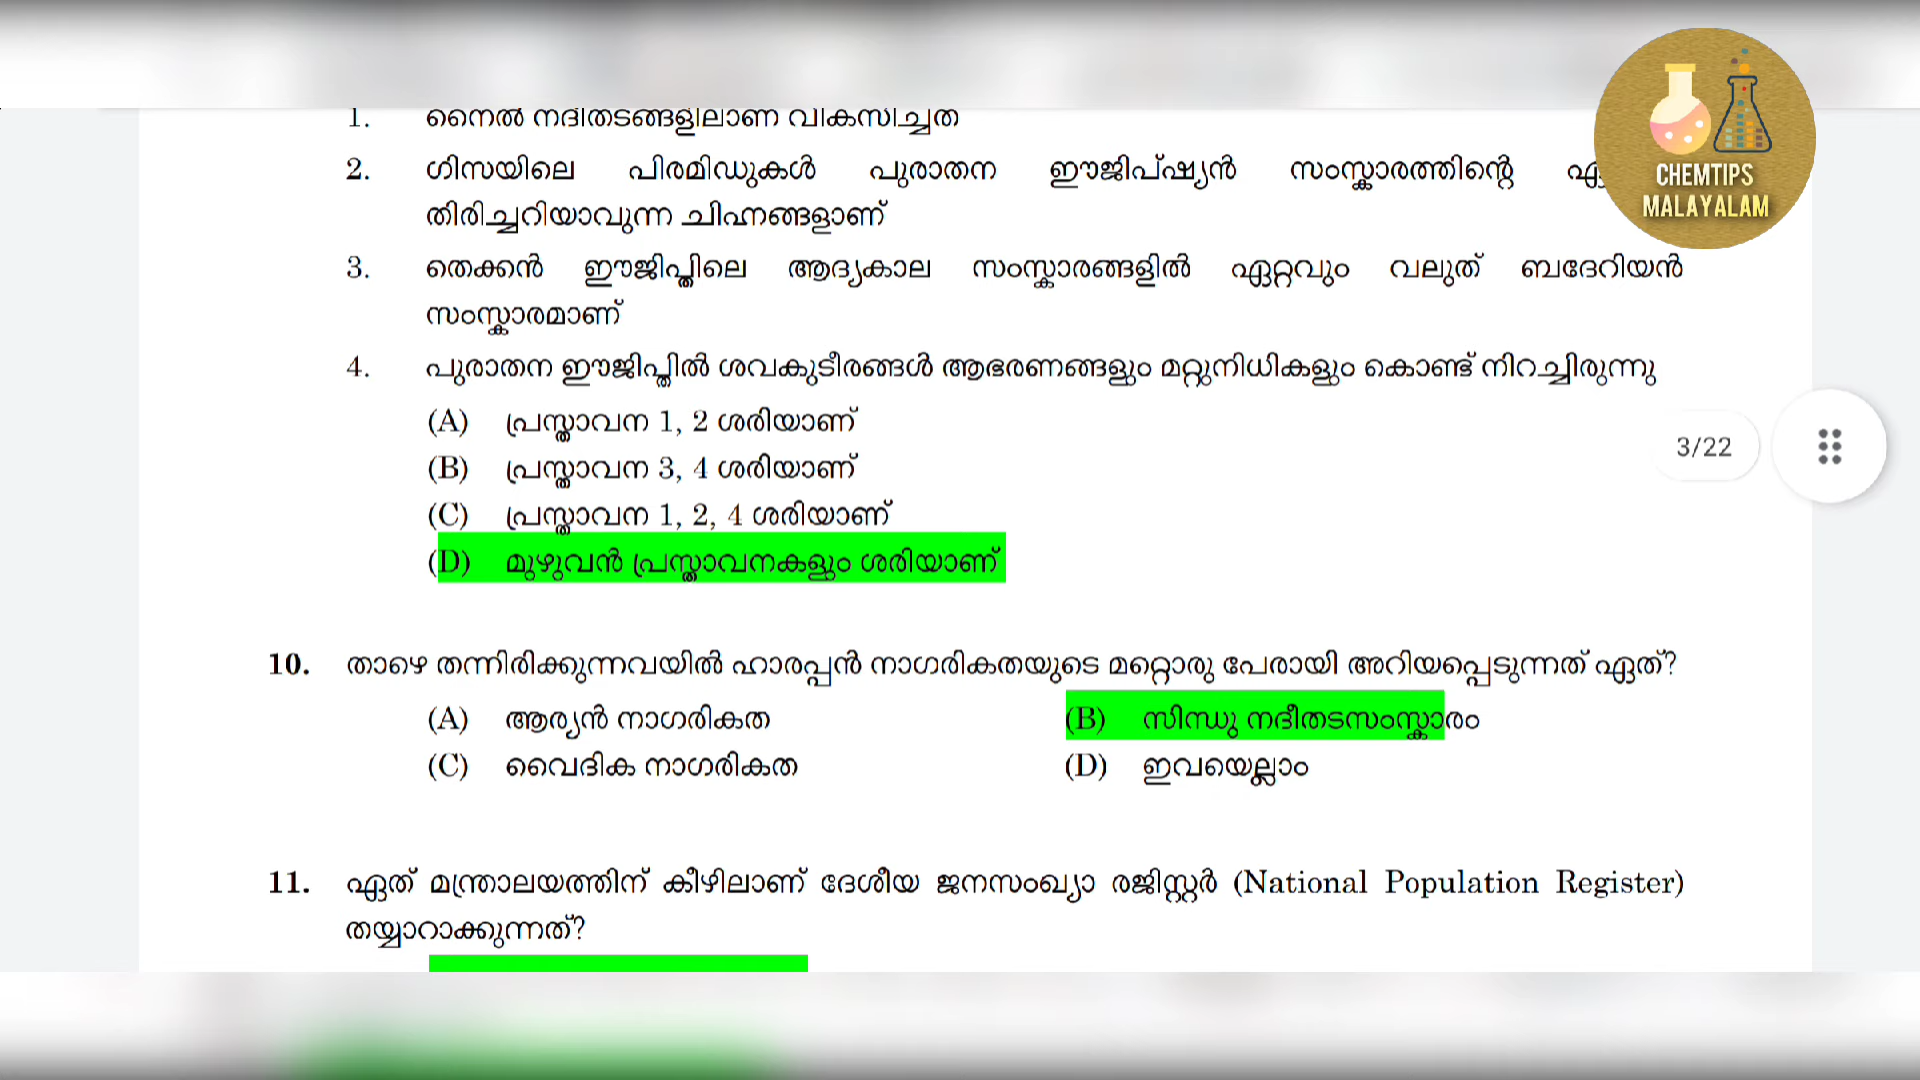 1. നൈൽ നദീതടങ്ങളിലാണ് വികസിച്ചത്
2. ഗിസയിലെ പിരമിഡുകൾ പുരാതന ഈജിപ്ഷ്യൻ സംസ്കാരത്തിന്റെ
തിരിച്ചറിയാവുന്ന ചിഹ്നങ്ങളാണ്
3. തെക്കൻ ഈജിപ്തിലെ ആദ്യകാല സംസ്കാരങ്ങളിൽ ഏറ്റവും വലുത് ബദേറിയൻ
സംസ്കാരമാണ്
4. പുരാതന ഈജിപ്തിൽ ശവകുടീരങ്ങൾ ആഭരണങ്ങളും മറ്റുനിധികളും കൊണ്ട് നിറച്ചിരുന്നു
(A) പ്രസ്താവന 1, 2 ശരിയാണ്
(B) പ്രസ്താവന 3, 4 ശരിയാണ്
(C) പ്രസ്താവന 1, 2, 4 ശരിയാണ്
(D) മുഴുവൻ പ്രസ്താവനകളും ശരിയാണ്
10. താഴെ തന്നിരിക്കുന്നവയിൽ ഹാരപ്പൻ നാഗരികതയുടെ മറ്റൊരു പേരായി അറിയപ്പെടുന്നത് ഏത്?
(A) ആര്യൻ നാഗരികത (B) സിന്ധു നദീതടസംസ്കാരം
(C) വൈദിക നാഗരികത (D) ഇവയെല്ലാം
11. ഏത് മന്ത്രാലയത്തിന് കീഴിലാണ് ദേശീയ ജനസംഖ്യാ രജിസ്റ്റർ (National Population Register)
തയ്യാറാക്കുന്നത്?
3/22
CHEMTIPS
MALAYALAM